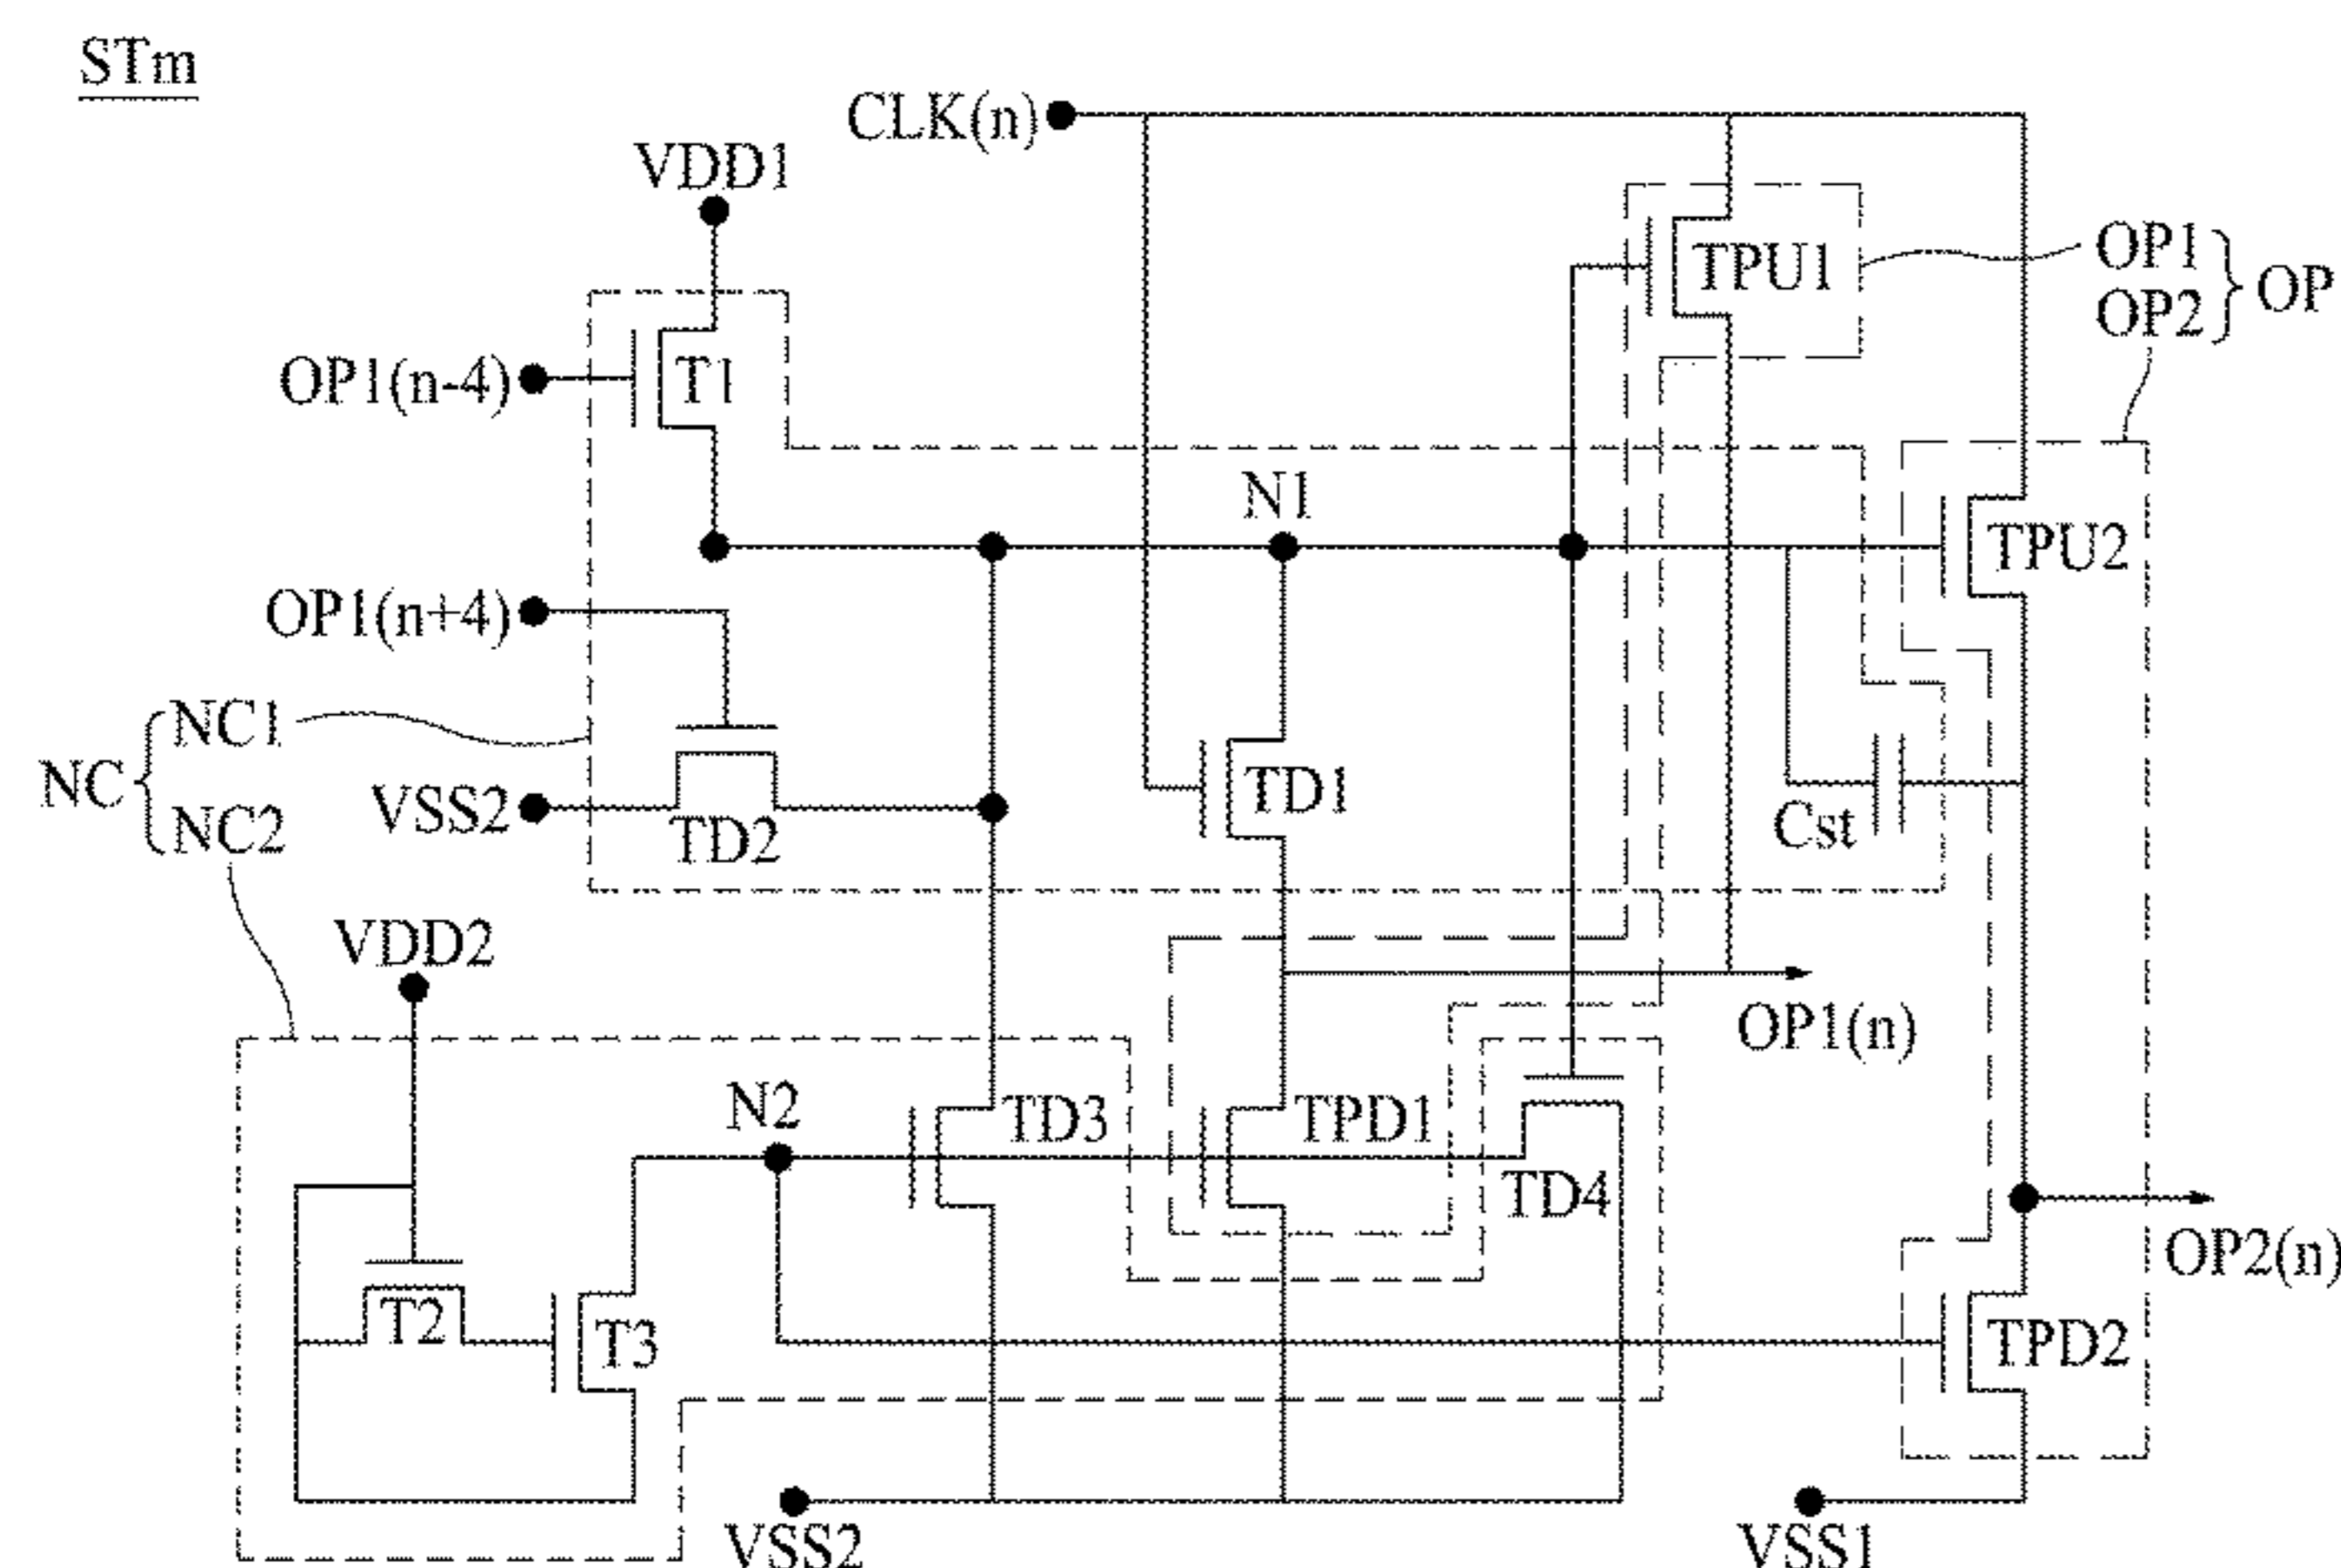 STm
CLK(n)
VDD1
TPU1
OP1
OP2
OP
OP1(n-4)
T1
N1
TPU2
OP1(n+4)
NC
NC1
NC2
VSS2
TD2
TD1
Cst
VDD2
OP1(n)
N2
TD3
TPD1
TD4
OP2(n)
T2
T3
TPD2
VSS2
VSS1